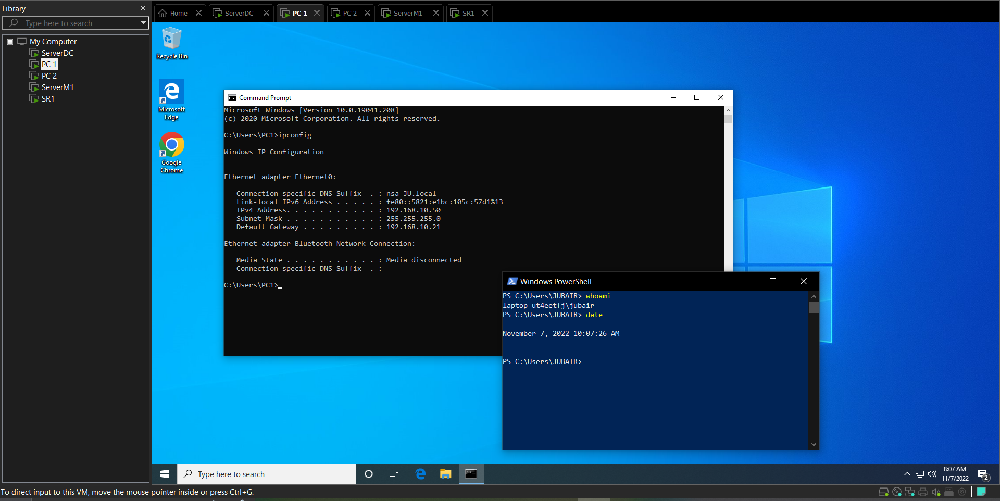 Library
Type here to search
My Computer
ServerDC
PC 1
PC 2
ServerM1
SR1
Home
ServerDC
PC 1
PC 2
ServerM1
SR1
Recycle Bin
Microsoft
Edge
Google
Chrome
Command Prompt
Microsoft Windows [Version 10.0.19041.208]
(c) 2020 Microsoft Corporation. All rights reserved.
C:\Users\PC1>ipconfig
Windows IP Configuration
Ethernet adapter Ethernet0:
Connection-specific DNS Suffix  . : nsa-JU.local
Link-local IPv6 Address . . . . . : fe80::5821:e1bc:105c:57d1%13
IPv4 Address. . . . . . . . . . . : 192.168.10.50
Subnet Mask . . . . . . . . . . . : 255.255.255.0
Default Gateway . . . . . . . . . : 192.168.10.21
Ethernet adapter Bluetooth Network Connection:
Media State . . . . . . . . . . . : Media disconnected
Connection-specific DNS Suffix  . :
C:\Users\PC1>
Windows PowerShell
PS C:\Users\JUBAIR> whoami
laptop-ut4eetfj\jubair
PS C:\Users\JUBAIR> date
November 7, 2022 10:07:26 AM
PS C:\Users\JUBAIR>
Type here to search
8:07 AM
11/7/2022
2
To direct input to this VM, move the mouse pointer inside or press Ctrl+G.